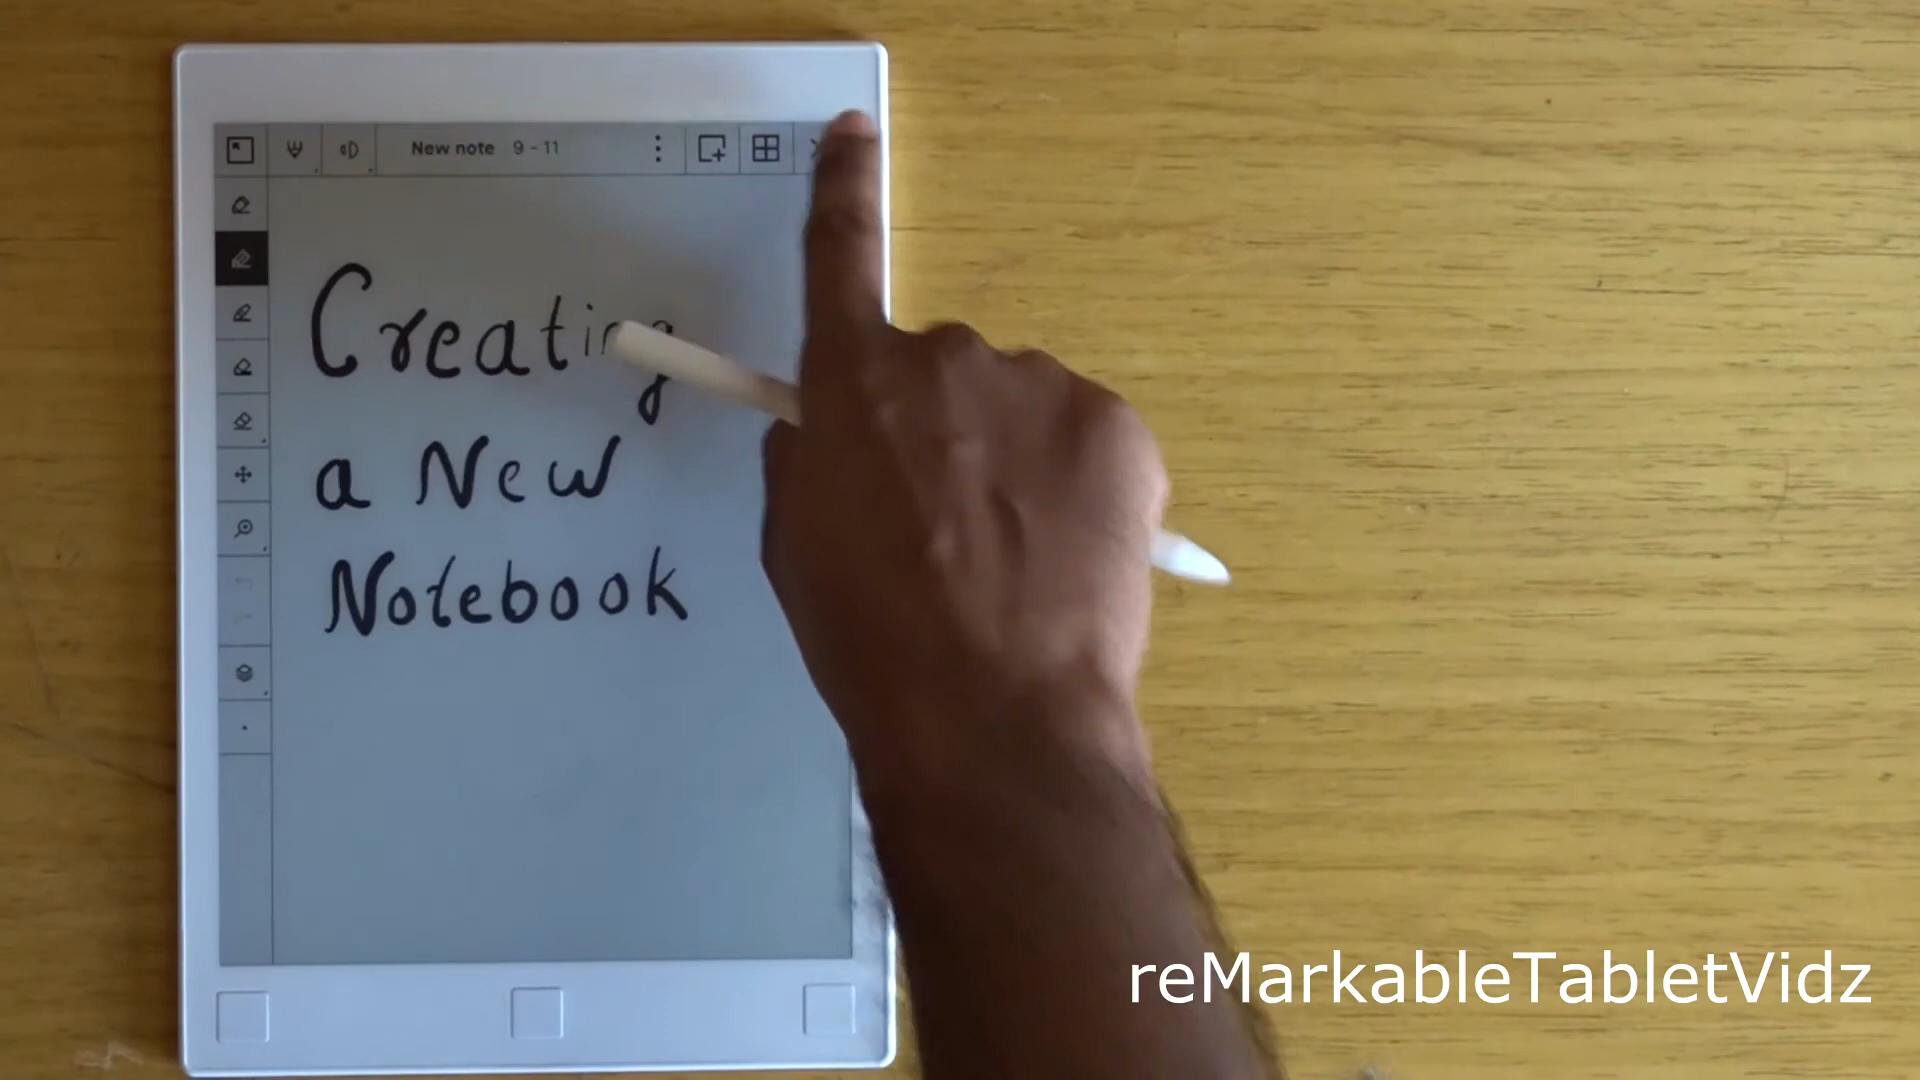 New note 9 - 11
Creating
a New
Notebook
reMarkableTabletVidz